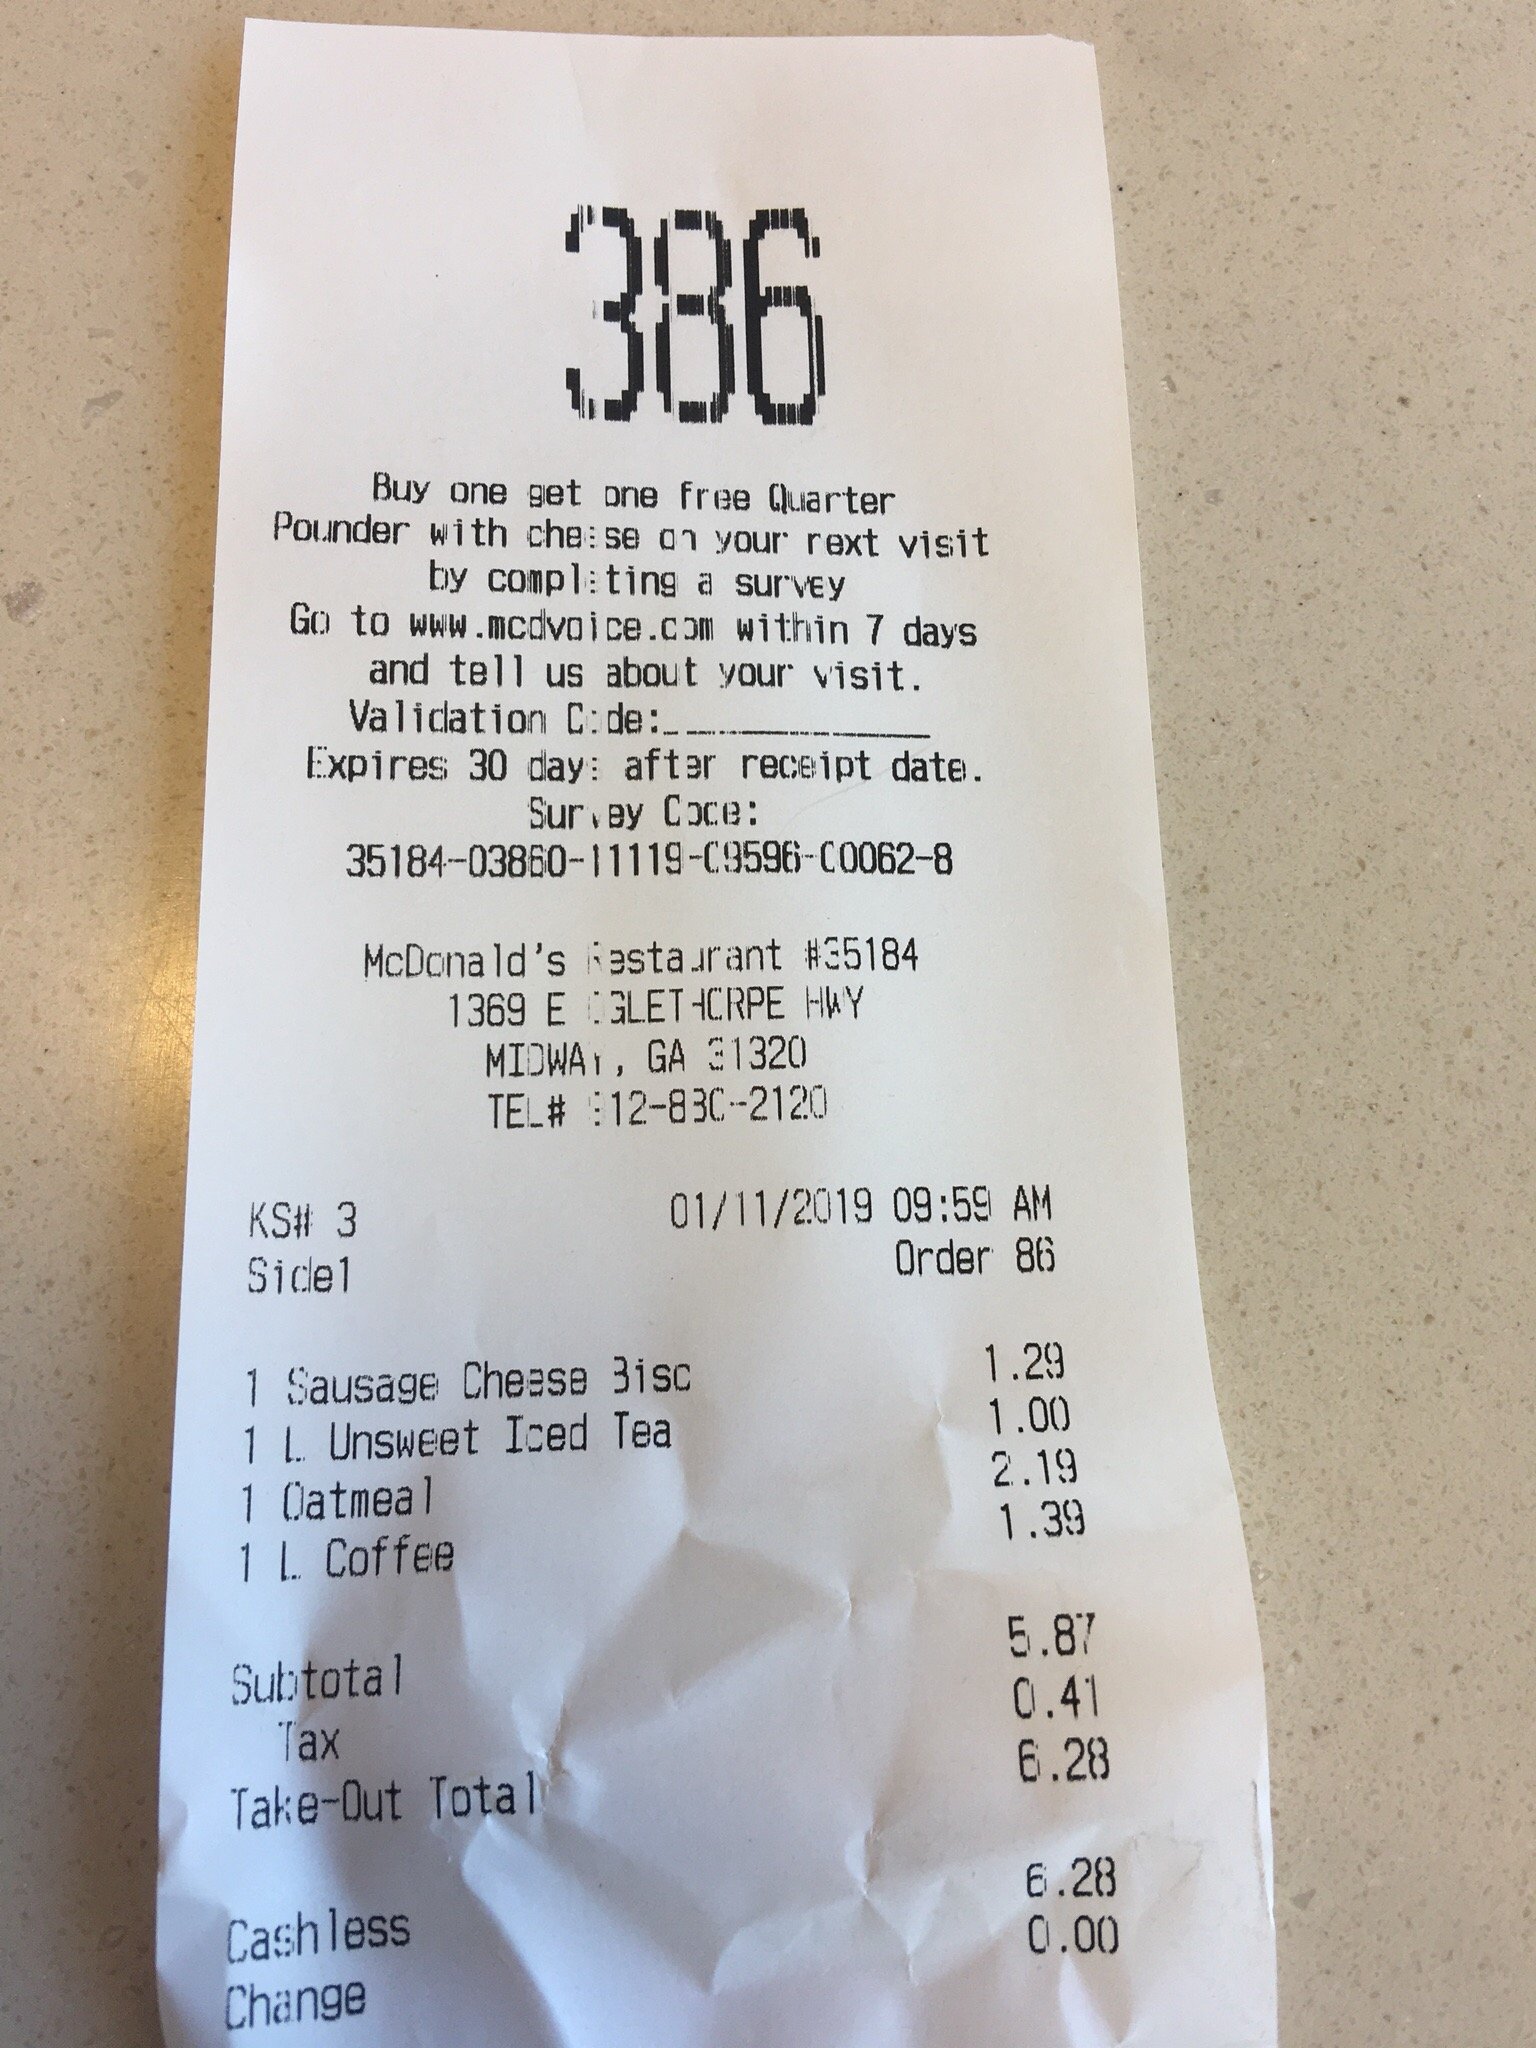 386
Buy one get one free Quarter
Pounder with cheese on your next visit
by completing a survey
Go to www.mcdvoice.com within 7 days
and tell us about your visit.
Validation Code:_____________
Expires 30 days after receipt date.
Survey Code:
35184-03860-11119-09596-00062-8
McDonald's Restaurant #35184
1369 E OGLETHORPE HWY
MIDWAY, GA 31320
TEL# 912-880-2120
KS# 3 01/11/2019 09:59 AM
Side1 Order 86
1 Sausage Cheese Bisc 1.29
1 L Unsweet Iced Tea 1.00
1 Oatmeal 2.19
1 L Coffee 1.39
Subtotal 5.87
Tax 0.41
Take-Out Total 6.28
Cashless 6.28
Change 0.00